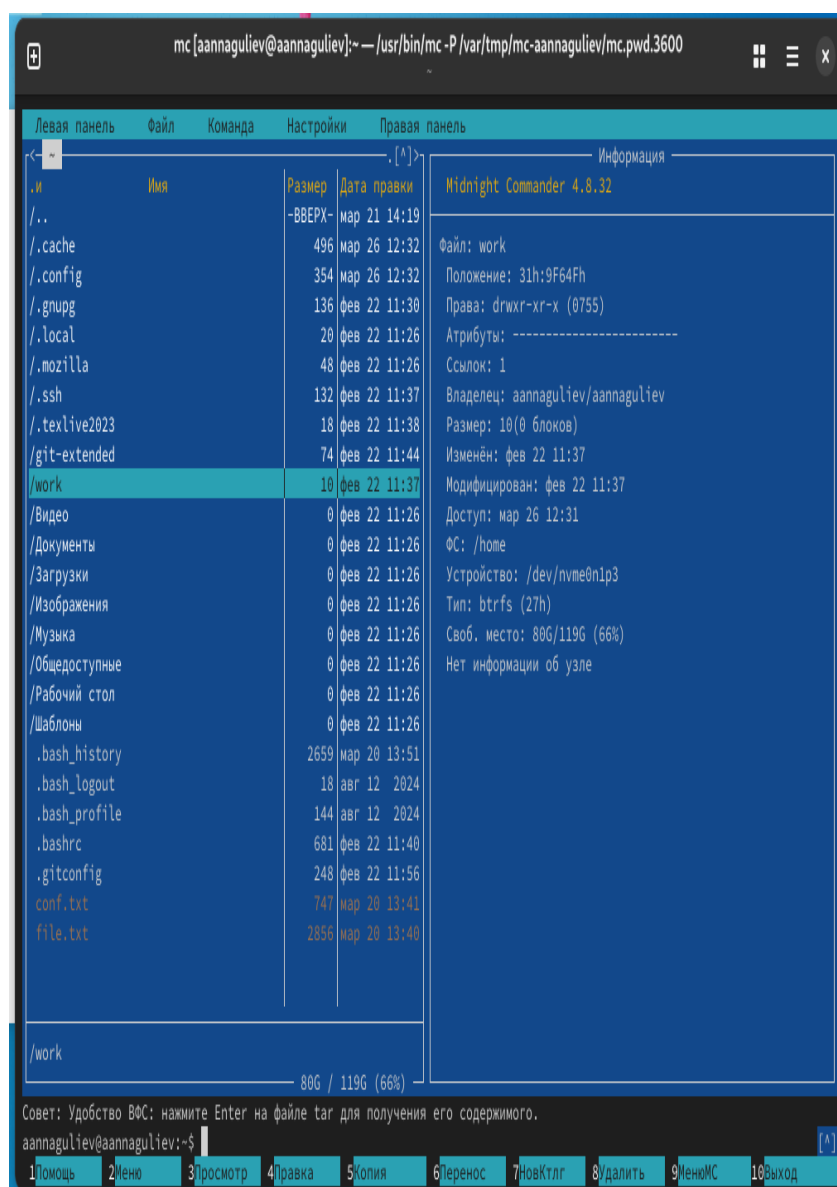 mc [aannaguliev@aannaguliev]:~ — /usr/bin/mc -P /var/tmp/mc-aannaguliev/mc.pwd.3600
~
Левая панель Файл Команда Настройки Правая панель
<- ~ .[^]>
.и Имя Размер Дата правки
/.. -ВВЕРХ- мар 21 14:19
/.cache 496 мар 26 12:32
/.config 354 мар 26 12:32
/.gnupg 136 фев 22 11:30
/.local 20 фев 22 11:26
/.mozilla 48 фев 22 11:26
/.ssh 132 фев 22 11:37
/.texlive2023 18 фев 22 11:38
/git-extended 74 фев 22 11:44
/work 10 фев 22 11:37
/Видео 0 фев 22 11:26
/Документы 0 фев 22 11:26
/Загрузки 0 фев 22 11:26
/Изображения 0 фев 22 11:26
/Музыка 0 фев 22 11:26
/Общедоступные 0 фев 22 11:26
/Рабочий стол 0 фев 22 11:26
/Шаблоны 0 фев 22 11:26
.bash_history 2659 мар 20 13:51
.bash_logout 18 авг 12 2024
.bash_profile 144 авг 12 2024
.bashrc 681 фев 22 11:40
.gitconfig 248 фев 22 11:56
conf.txt 747 мар 20 13:41
file.txt 2856 мар 20 13:40
/work
80G / 119G (66%)
Информация
Midnight Commander 4.8.32
Файл: work
Положение: 31h:9F64Fh
Права: drwxr-xr-x (0755)
Атрибуты: -------------------------
Ссылок: 1
Владелец: aannaguliev/aannaguliev
Размер: 10(0 блоков)
Изменён: фев 22 11:37
Модифицирован: фев 22 11:37
Доступ: мар 26 12:31
ФС: /home
Устройство: /dev/nvme0n1p3
Тип: btrfs (27h)
Своб. место: 80G/119G (66%)
Нет информации об узле
Совет: Удобство ВФС: нажмите Enter на файле tar для получения его содержимого.
aannaguliev@aannaguliev:~$ [^]
1Помощь 2Меню 3Просмотр 4Правка 5Копия 6Перенос 7НовКтлг 8Удалить 9МенюMC 10Выход